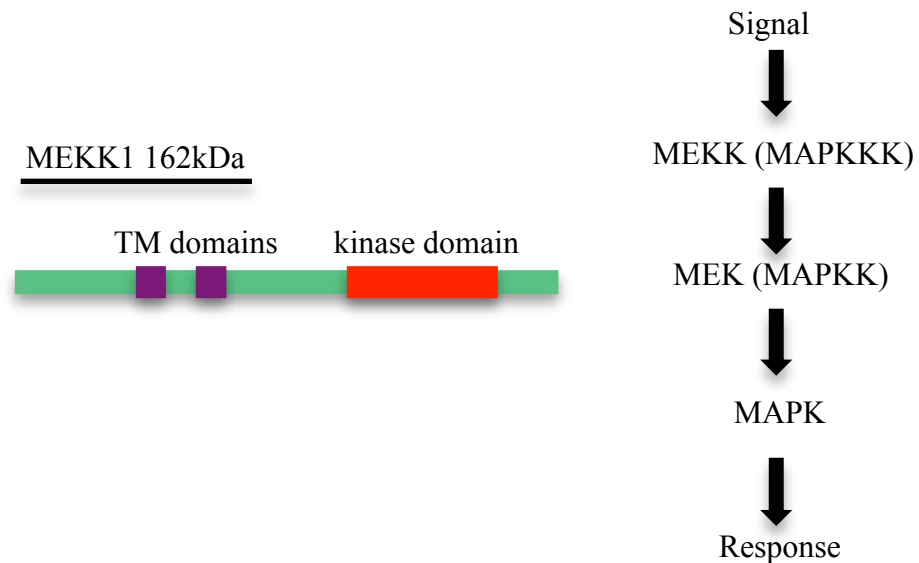 MEKK1 162kDa
TM domains
kinase domain
Signal
MEKK (MAPKKK)
MEK (MAPKK)
MAPK
Response